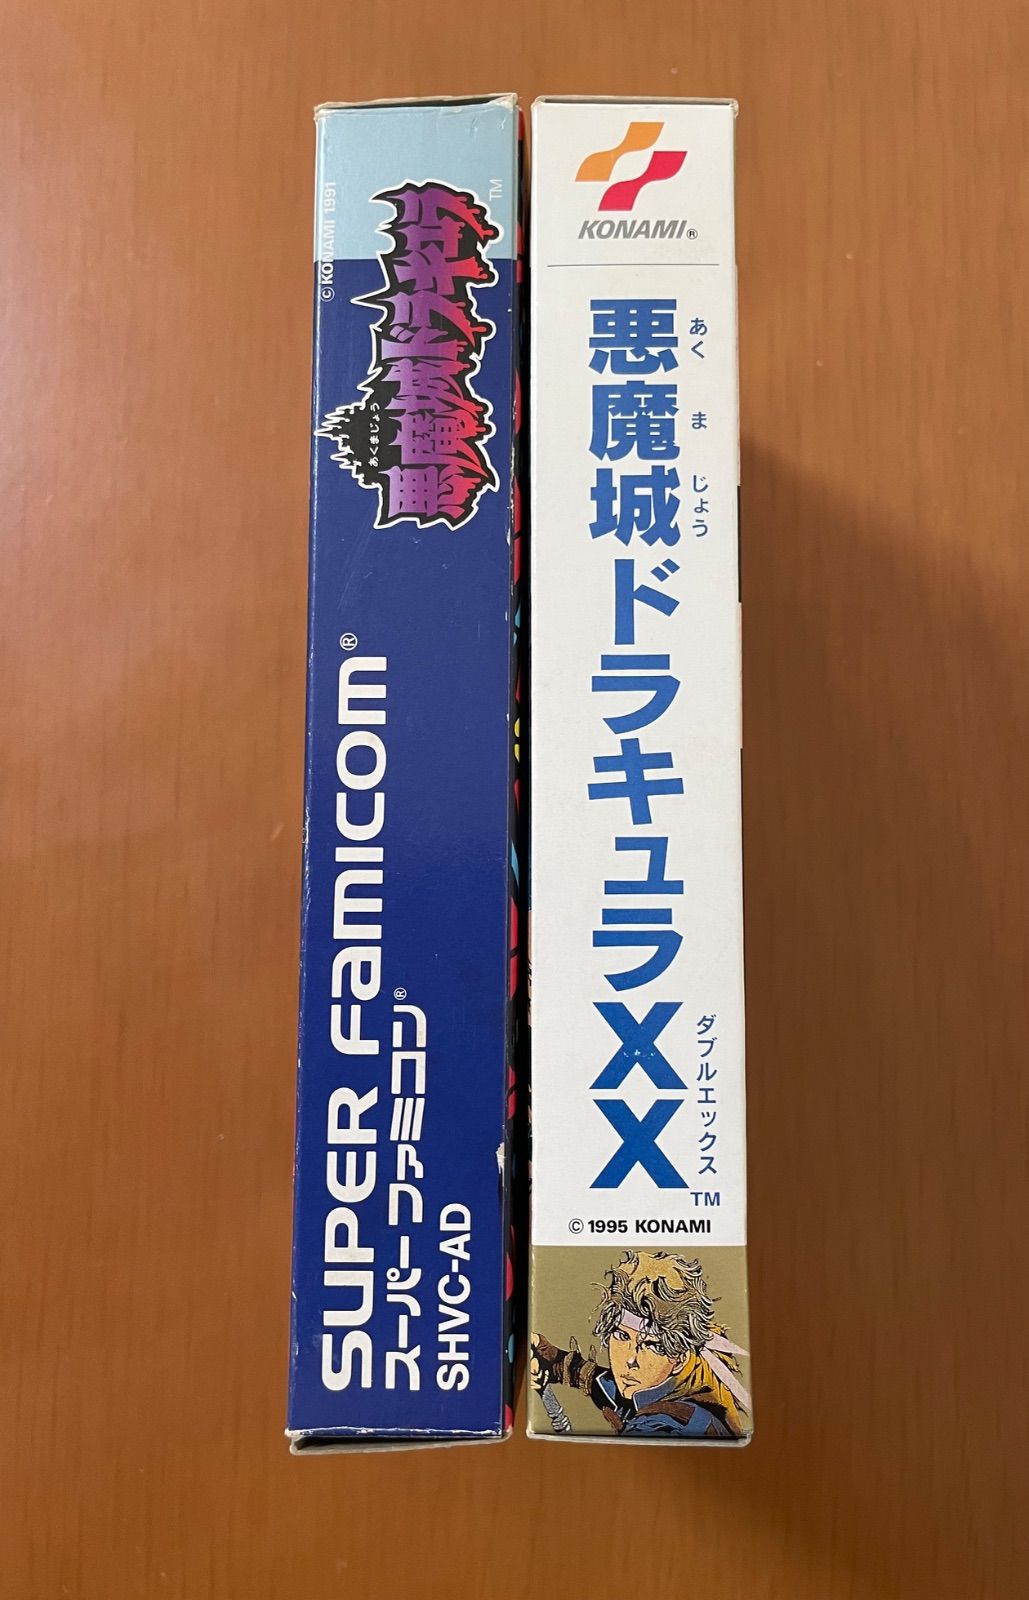 © KONAMI 1991
あくまじょう
悪魔城ドラキュラ
TM
SUPER FAMICOM®
スーパーファミコン®
SHVC-AD
KONAMI®
あくまじょう
悪魔城ドラキュラXX
ダブルエックス
TM
© 1995 KONAMI